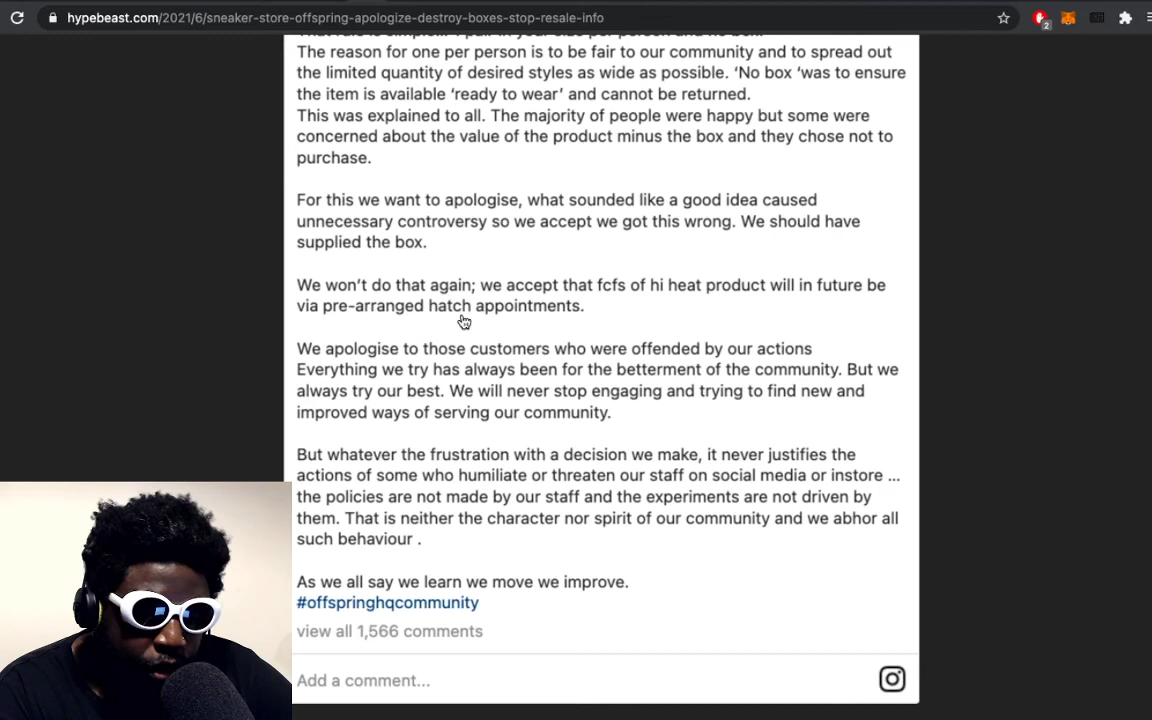 hypebeast.com/2021/6/sneaker-store-offspring-apologize-destroy-boxes-stop-resale-info
2
The reason for one per person is to be fair to our community and to spread out
the limited quantity of desired styles as wide as possible. ‘No box ‘was to ensure
the item is available ‘ready to wear’ and cannot be returned.
This was explained to all. The majority of people were happy but some were
concerned about the value of the product minus the box and they chose not to
purchase.
For this we want to apologise, what sounded like a good idea caused
unnecessary controversy so we accept we got this wrong. We should have
supplied the box.
We won’t do that again; we accept that fcfs of hi heat product will in future be
via pre-arranged hatch appointments.
We apologise to those customers who were offended by our actions
Everything we try has always been for the betterment of the community. But we
always try our best. We will never stop engaging and trying to find new and
improved ways of serving our community.
But whatever the frustration with a decision we make, it never justifies the
actions of some who humiliate or threaten our staff on social media or instore ...
the policies are not made by our staff and the experiments are not driven by
them. That is neither the character nor spirit of our community and we abhor all
such behaviour .
As we all say we learn we move we improve.
#offspringhqcommunity
view all 1,566 comments
Add a comment...